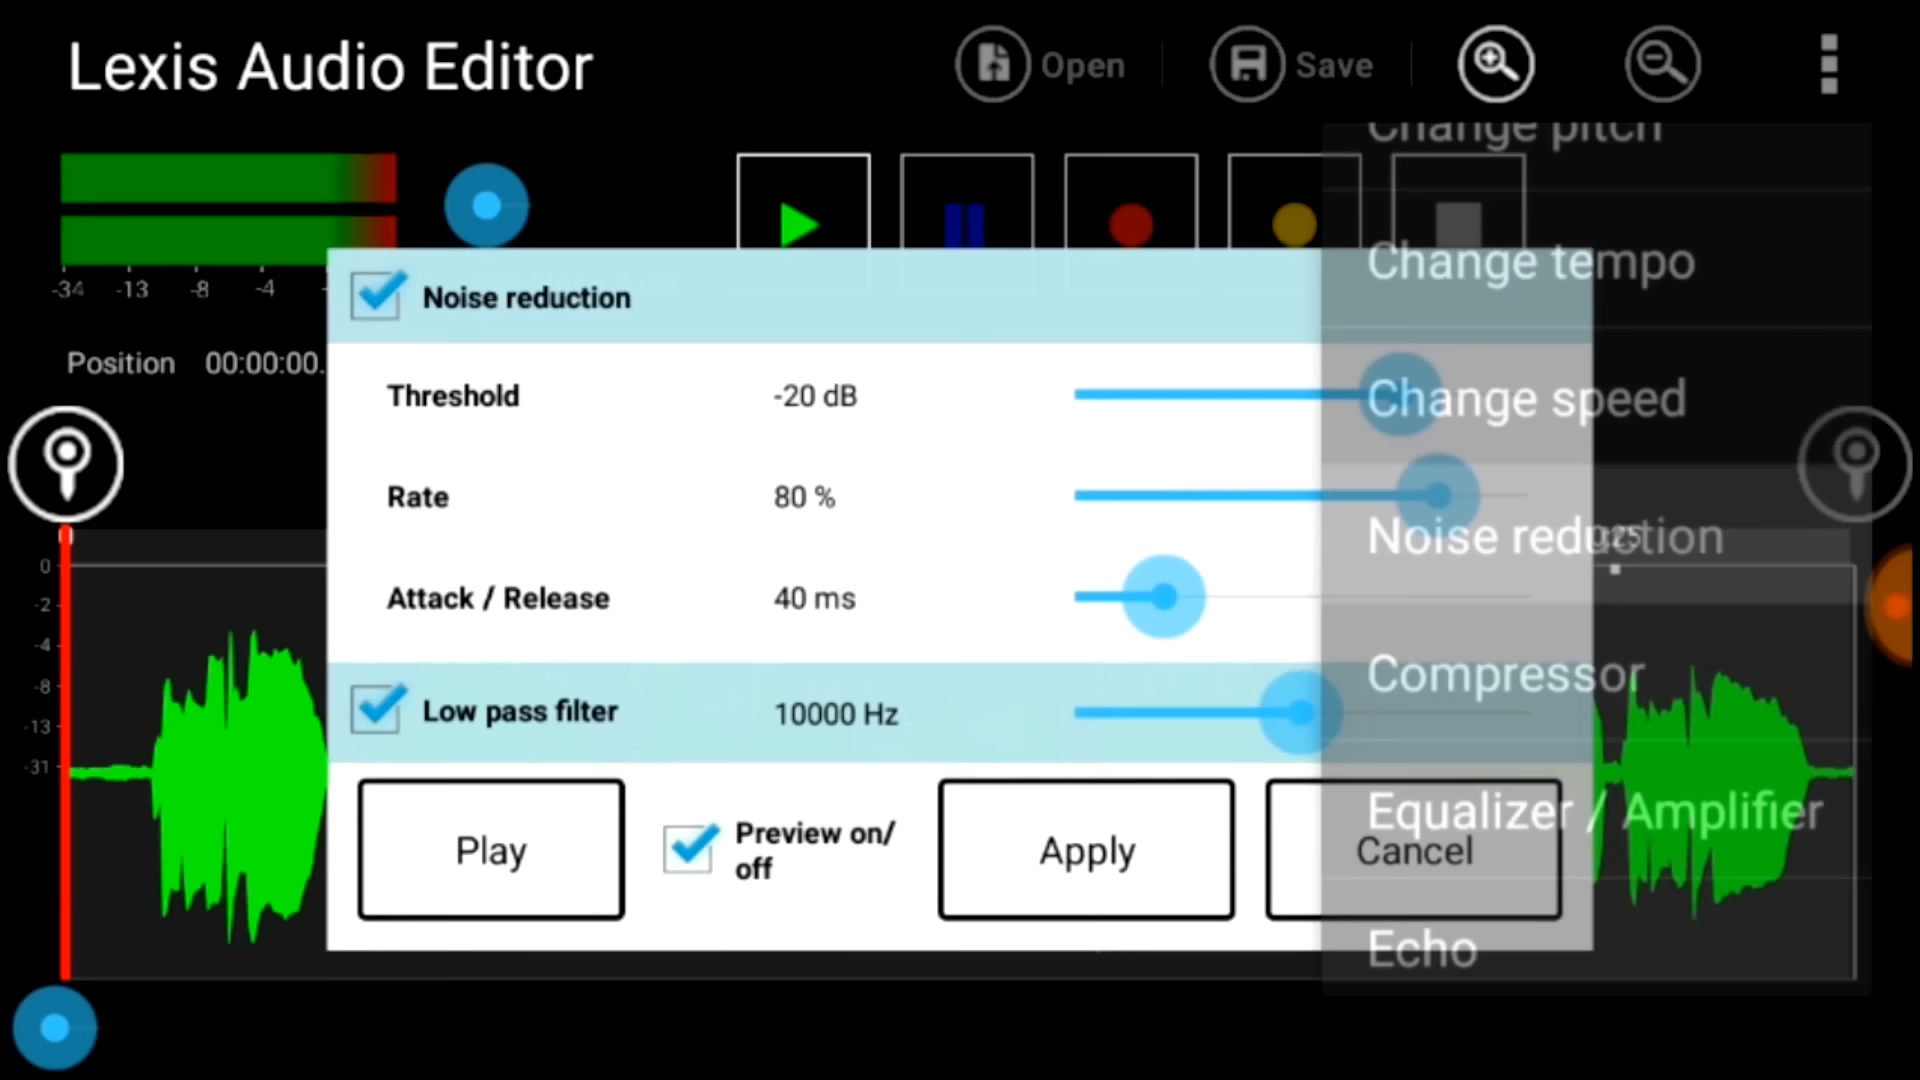 Lexis Audio Editor
Open
Save
Change pitch
-34 -13 -8 -4
Change tempo
Noise reduction
Position 00:00:00.
Threshold -20 dB
Change speed
Rate 80 %
Noise reduction
Attack / Release 40 ms
0
-2
-4
-8
-13
-31
Compressor
Low pass filter 10000 Hz
Equalizer / Amplifier
Play
Preview on/
off
Apply
Cancel
Echo